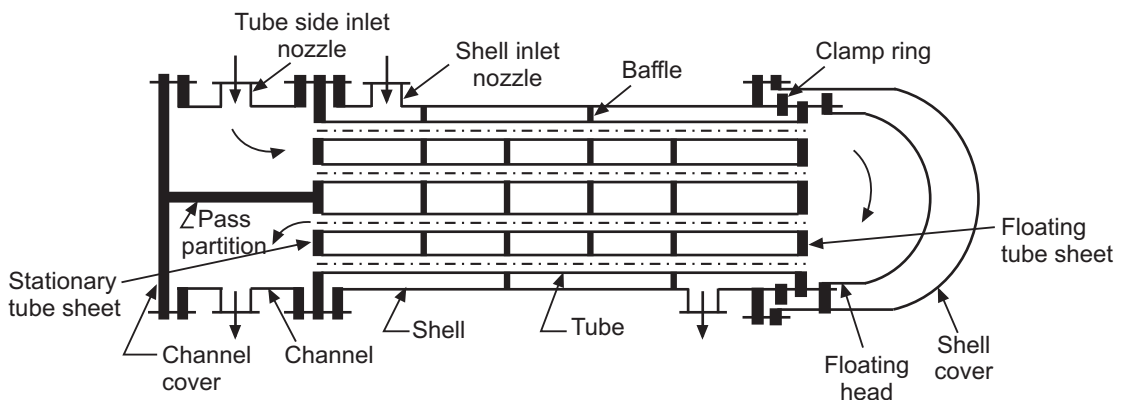 Tube side inlet
nozzle
Shell inlet
nozzle
Baffle
Clamp ring
Pass
partition
Stationary
tube sheet
Floating
tube sheet
Channel
cover
Channel
Shell
Tube
Floating
head
Shell
cover